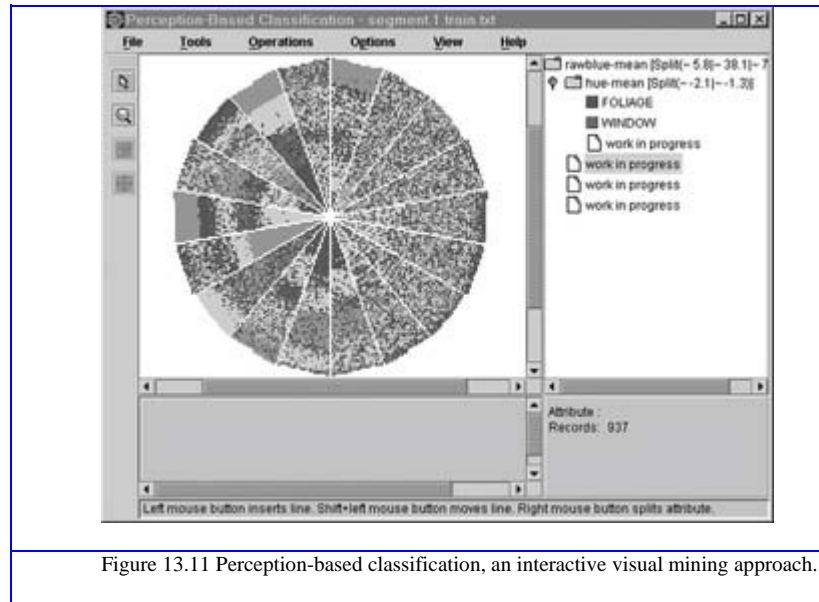 Perception-Based Classification - segment1.train.txt
File Tools Operations Options View Help
rawblue-mean [Split(~ 5.8|~ 38.1|~ 7
hue-mean [Split(~ -2.1|~ -1.3)]
FOLIAGE
WINDOW
work in progress
work in progress
work in progress
work in progress
Attribute :
Records: 937
Left mouse button inserts line. Shift+left mouse button moves line. Right mouse button splits attribute.
Figure 13.11 Perception-based classification, an interactive visual mining approach.